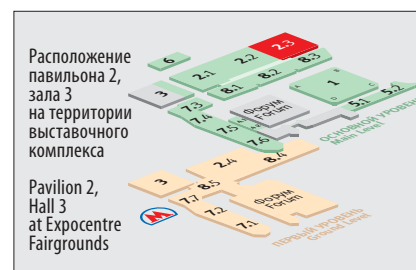 Расположение
павильона 2,
зала 3
на территории
выставочного
комплекса
Pavilion 2,
Hall 3
at Expocentre
Fairgrounds
6
2.1
2.2
2.3
3
8.1
8.2
8.3
7.3
7.4
7.5
7.6
Форум
Forum
1
5.1
5.2
ОСНОВНОЙ УРОВЕНЬ
Main Level
3
2.4
8.4
8.5
7.7
7.2
7.1
Форум
Forum
ПЕРВЫЙ УРОВЕНЬ
Ground Level
М